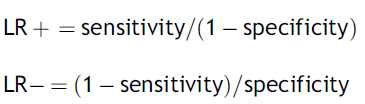 LR + = sensitivity/(1 – specificity)
LR– = (1 – sensitivity)/specificity